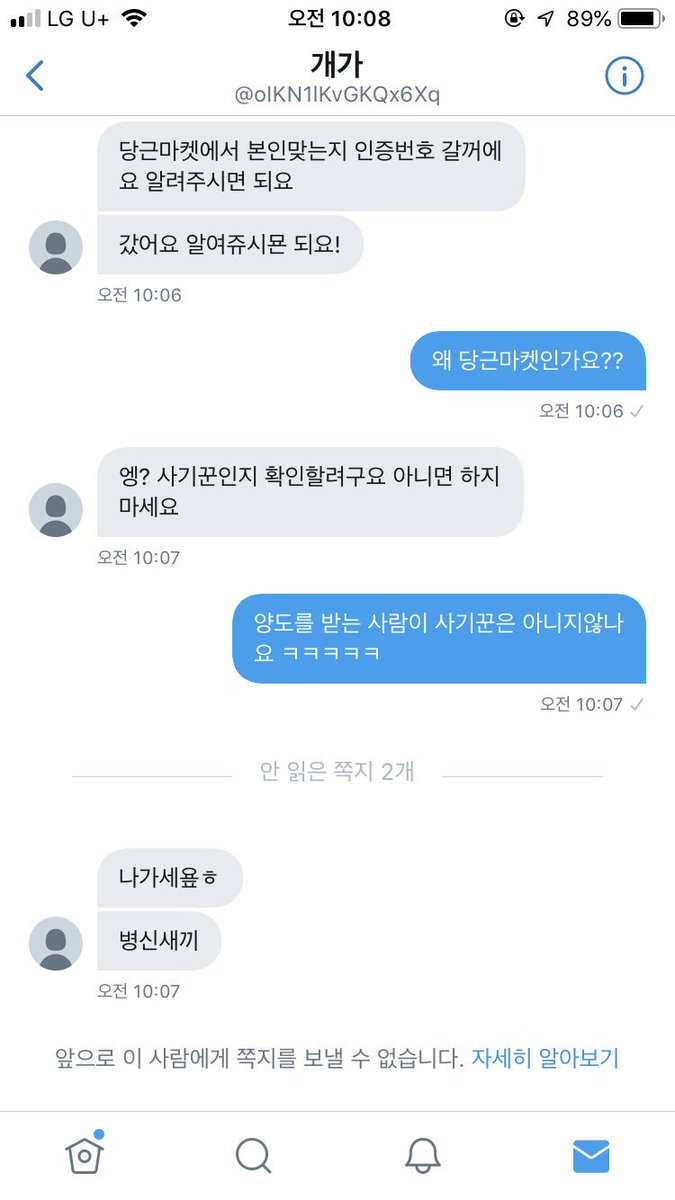 LG U+ 오전 10:08 89%
개가
@oIKN1lKvGKQx6Xq
당근마켓에서 본인맞는지 인증번호 갈꺼에
요 알려주시면 되요
갔어요 알여쥬시묜 되요!
오전 10:06
왜 당근마켓인가요??
오전 10:06
엥? 사기꾼인지 확인할려구요 아니면 하지
마세요
오전 10:07
양도를 받는 사람이 사기꾼은 아니지않나
요 ㅋㅋㅋㅋㅋ
오전 10:07
안 읽은 쪽지 2개
나가세욮ㅎ
병신새끼
오전 10:07
앞으로 이 사람에게 쪽지를 보낼 수 없습니다. 자세히 알아보기